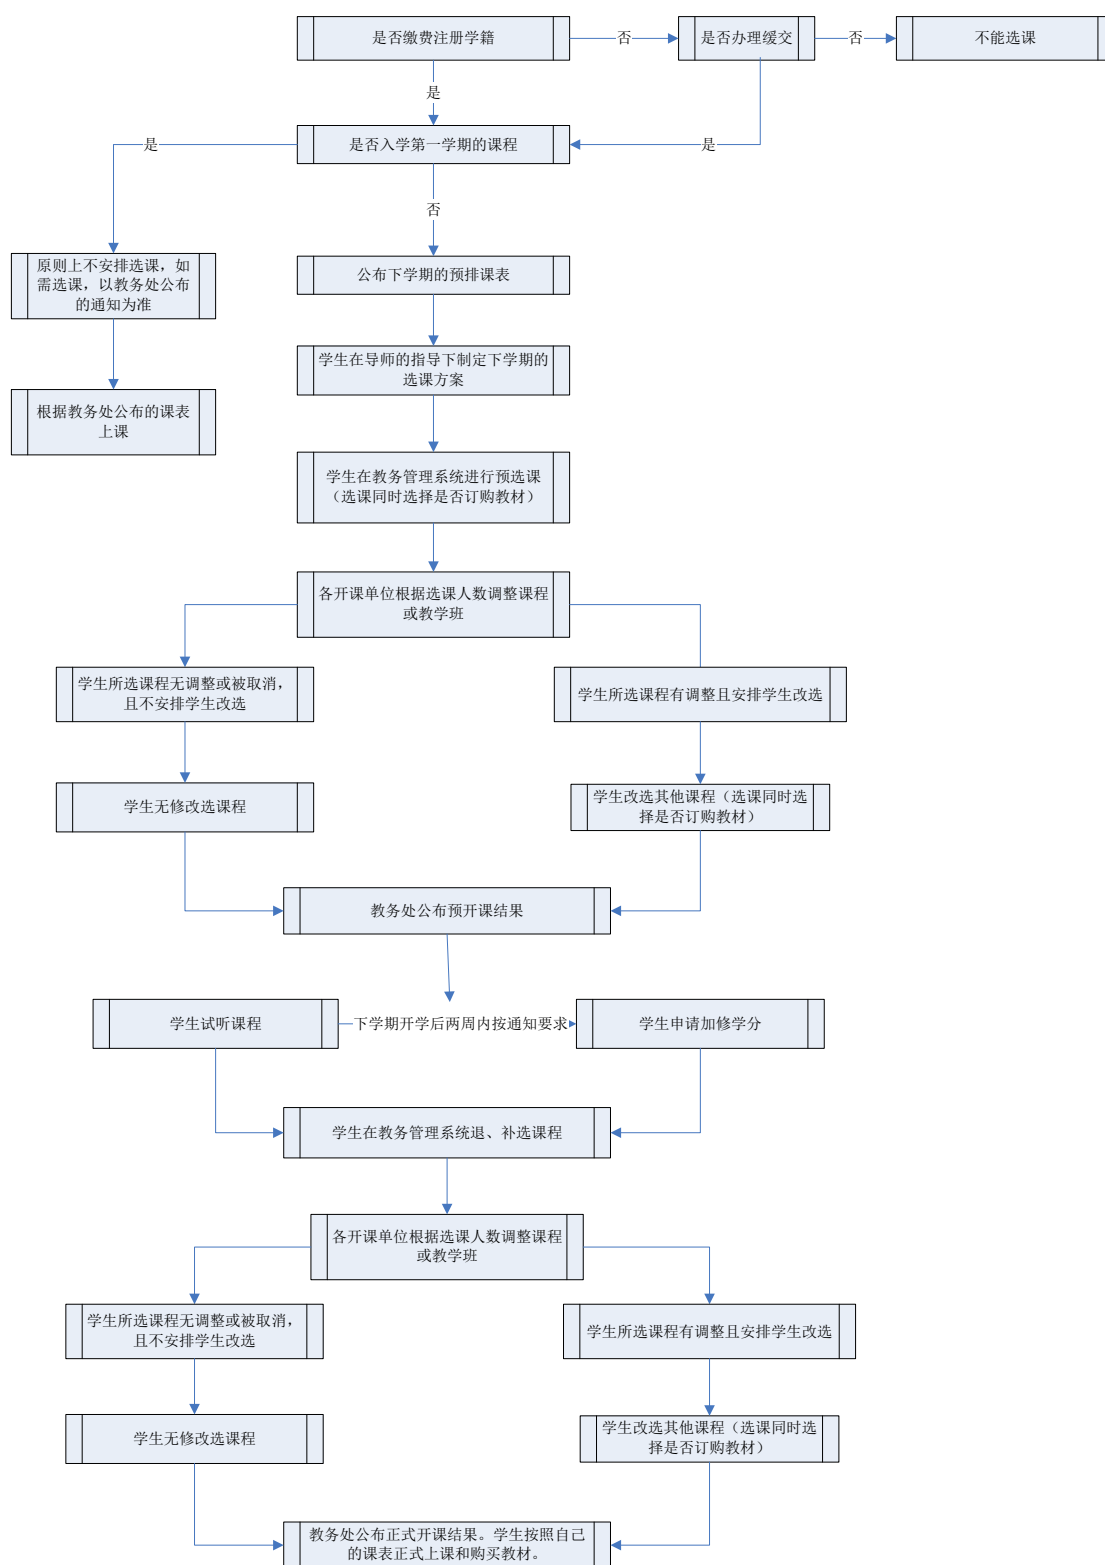 是否缴费注册学籍
否
是否办理缓交
否
不能选课
是
是否入学第一学期的课程
是
是
否
原则上不安排选课，如
需选课，以教务处公布
的通知为准
公布下学期的预排课表
学生在导师的指导下制定下学期的
选课方案
根据教务处公布的课表
上课
学生在教务管理系统进行预选课
（选课同时选择是否订购教材）
各开课单位根据选课人数调整课程
或教学班
学生所选课程无调整或被取消，
且不安排学生改选
学生所选课程有调整且安排学生改选
学生无修改选课程
学生改选其他课程（选课同时选
择是否订购教材）
教务处公布预开课结果
学生试听课程
下学期开学后两周内按通知要求
学生申请加修学分
学生在教务管理系统退、补选课程
各开课单位根据选课人数调整课程
或教学班
学生所选课程无调整或被取消，
且不安排学生改选
学生所选课程有调整且安排学生改选
学生无修改选课程
学生改选其他课程（选课同时选
择是否订购教材）
教务处公布正式开课结果。学生按照自己
的课表正式上课和购买教材。